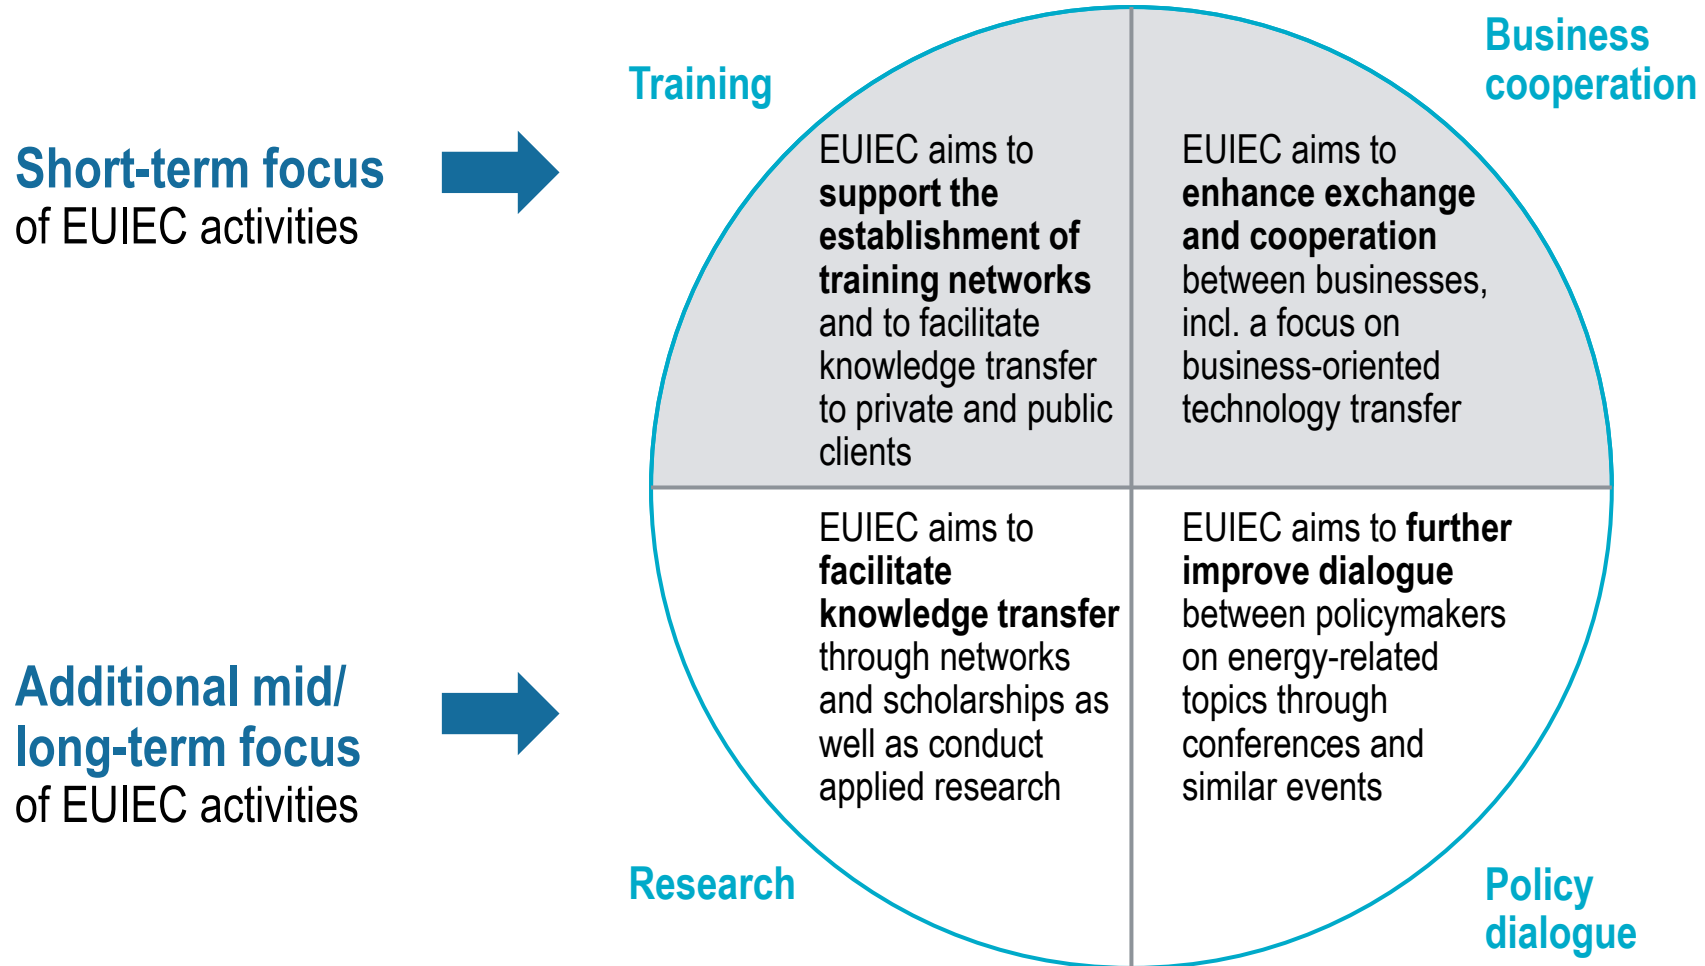 Training
Business
cooperation
Short-term focus
of EUIEC activities
EUIEC aims to
support the
establishment of
training networks
and to facilitate
knowledge transfer
to private and public
clients
EUIEC aims to
enhance exchange
and cooperation
between businesses,
incl. a focus on
business-oriented
technology transfer
Additional mid/
long-term focus
of EUIEC activities
EUIEC aims to
facilitate
knowledge transfer
through networks
and scholarships as
well as conduct
applied research
EUIEC aims to further
improve dialogue
between policymakers
on energy-related
topics through
conferences and
similar events
Research
Policy
dialogue